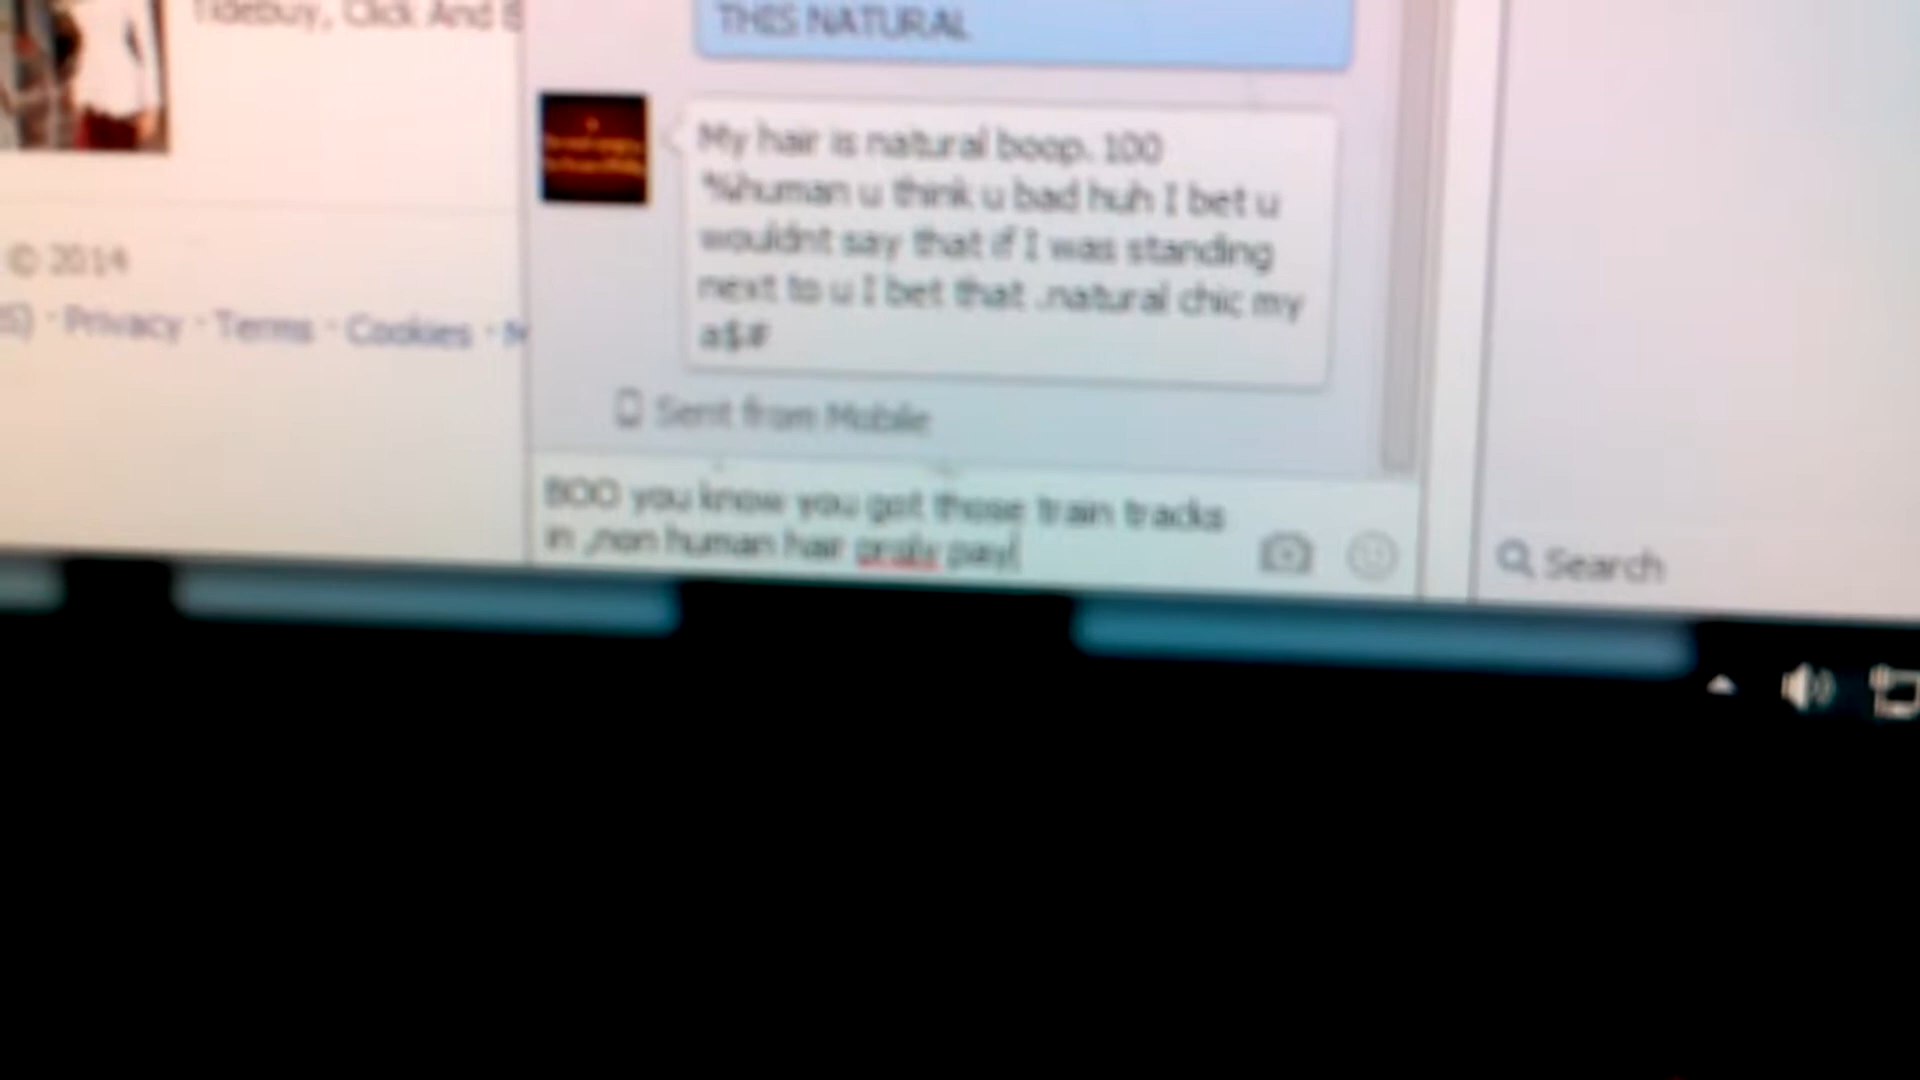 Tidebuy, Click And
THIS NATURAL
My hair is natural boop. 100
%human u think u bad huh I bet u
wouldnt say that if I was standing
next to u I bet that .natural chic my
a$#
© 2014
Privacy · Terms · Cookies ·
Sent from Mobile
BOO you know you got those train tracks
in ,non human hair praly pay
Search